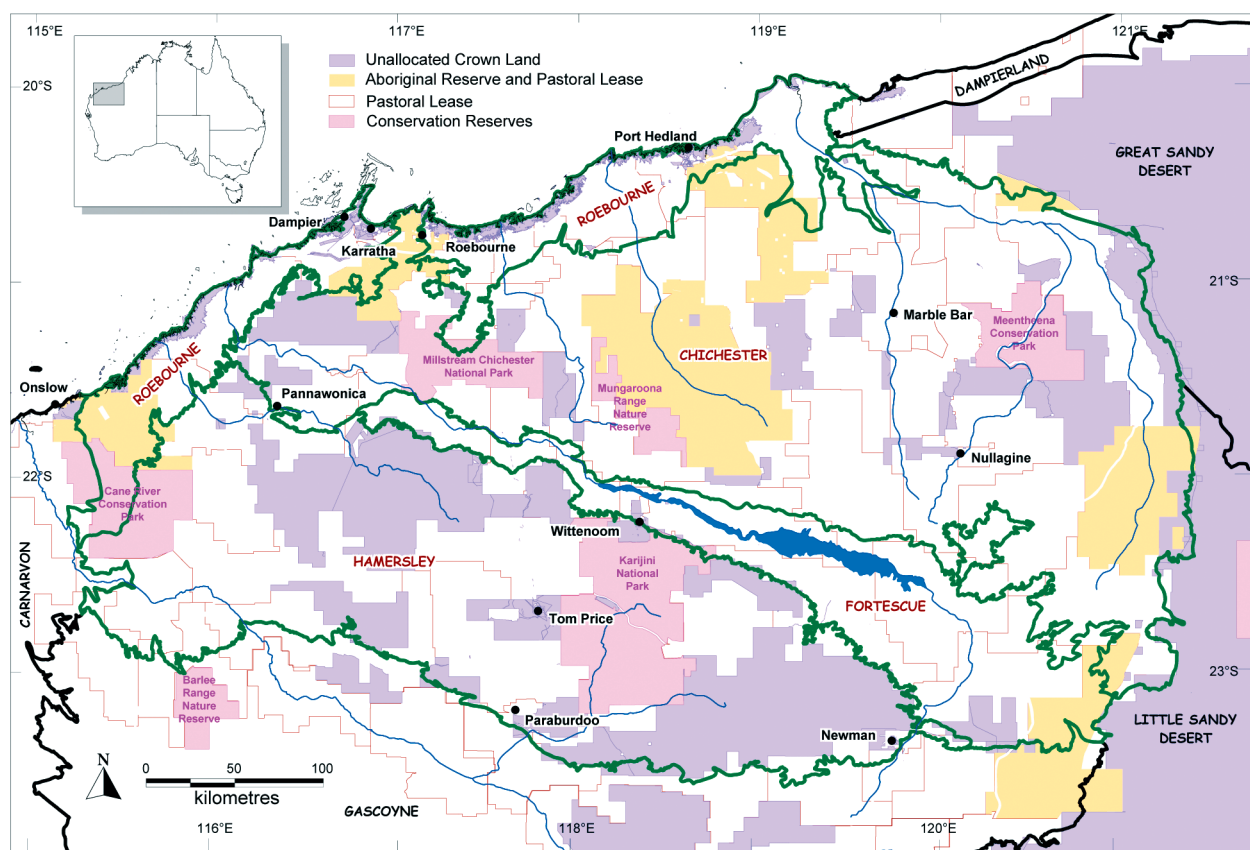 115°E
117°E
119°E
121°E
20°S
Unallocated Crown Land
Aboriginal Reserve and Pastoral Lease
Pastoral Lease
Conservation Reserves
DAMPIERLAND
Port Hedland
GREAT SANDY
DESERT
ROEBOURNE
Dampier
Karratha
Roebourne
21°S
Marble Bar
Meentheena
Conservation
Park
CHICHESTER
Millstream Chichester
National Park
ROEBOURNE
Mungaroona
Range
Nature
Reserve
Onslow
Pannawonica
Nullagine
22°S
22°S
Cane River
Conservation
Park
Wittenoom
HAMERSLEY
Karijini
National
Park
CARNARVON
FORTESCUE
Tom Price
23°S
Barlee
Range
Nature
Reserve
Paraburdoo
Newman
LITTLE SANDY
DESERT
N
0
50
100
kilometres
GASCOYNE
116°E
118°E
120°E